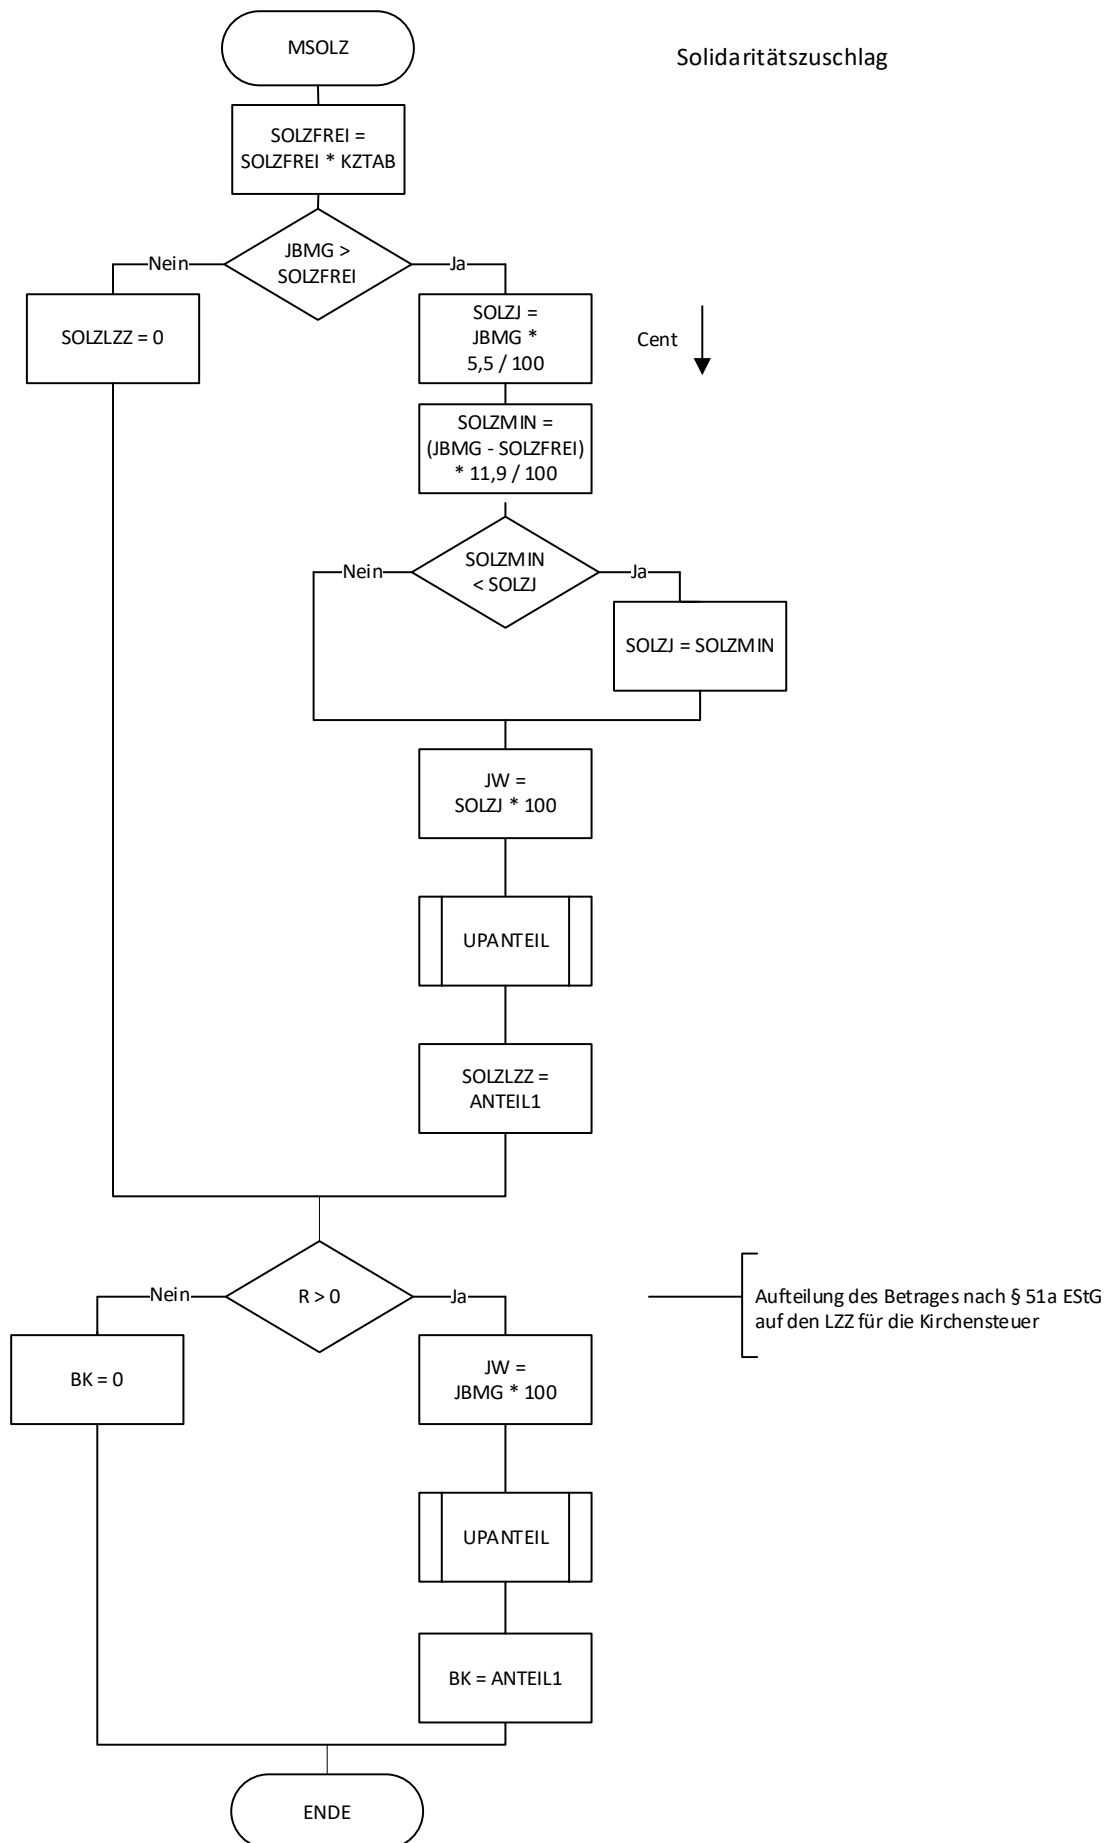 MSOLZ
Solidaritätszuschlag
SOLZFREI =
SOLZFREI * KZTAB
JBMG >
SOLZFREI
Nein
Ja
SOLZLZZ = 0
SOLZJ =
JBMG *
5,5 / 100
Cent
SOLZMIN =
(JBMG - SOLZFREI)
* 11,9 / 100
SOLZMIN
< SOLZJ
Nein
Ja
SOLZJ = SOLZMIN
JW =
SOLZJ * 100
UPANTEIL
SOLZLZZ =
ANTEIL1
R > 0
Nein
Ja
Aufteilung des Betrages nach § 51a EStG
auf den LZZ für die Kirchensteuer
BK = 0
JW =
JBMG * 100
UPANTEIL
BK = ANTEIL1
ENDE